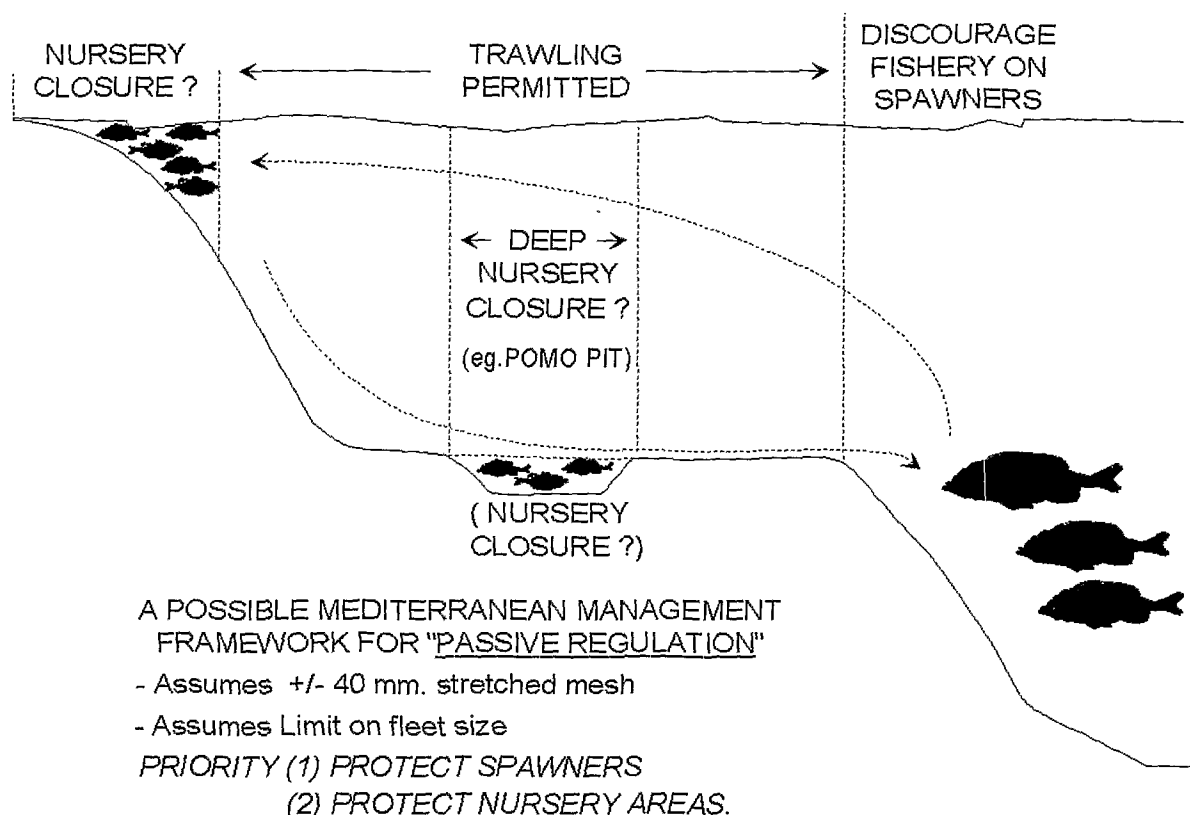 NURSERY
CLOSURE ?
TRAWLING
PERMITTED
DISCOURAGE
FISHERY ON
SPAWNERS
DEEP
NURSERY
CLOSURE ?
(eg.POMO PIT)
( NURSERY
CLOSURE ?)
A POSSIBLE MEDITERRANEAN MANAGEMENT
FRAMEWORK FOR "PASSIVE REGULATION"
- Assumes +/- 40 mm. stretched mesh
- Assumes Limit on fleet size
PRIORITY (1) PROTECT SPAWNERS
(2) PROTECT NURSERY AREAS.